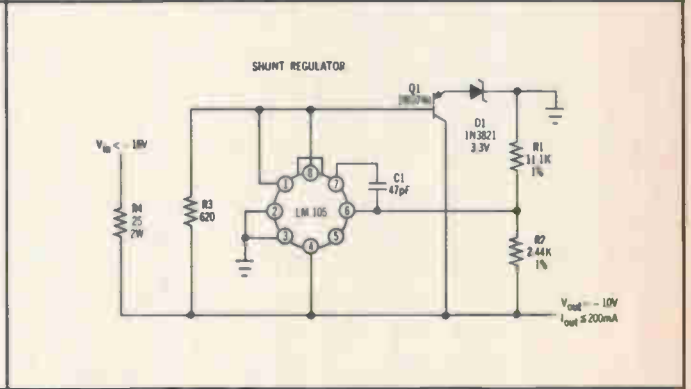 SHUNT REGULATOR
Q1
D1
1N3821
3.3V
R1
11.1K
1%
Vin <
R4
25
2W
R3
620
C1
47pF
8
1
7
2
LM 105
6
3
5
4
R2
2.44K
1%
Vout = - 10V
Iout ≤ 200mA